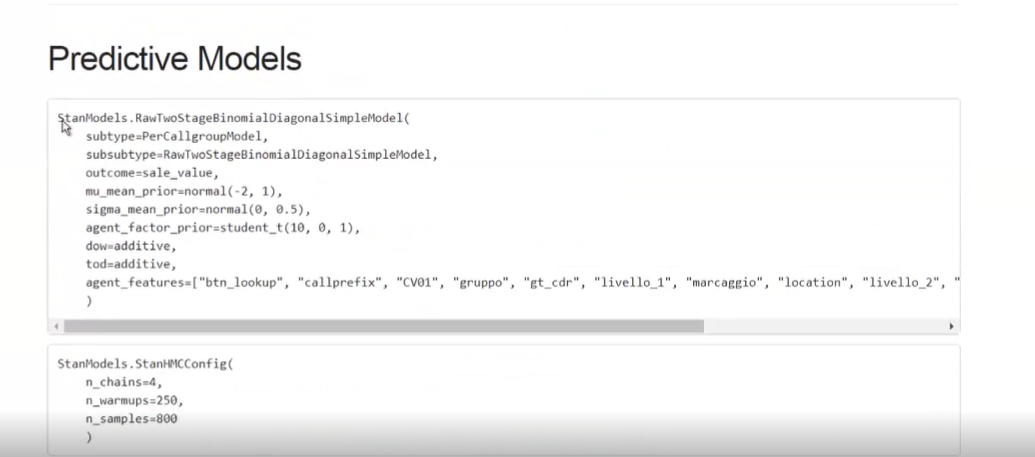 Predictive Models
StanModels.RawTwoStageBinomialDiagonalSimpleModel(
subtype=PerCallgroupModel,
subsubtype=RawTwoStageBinomialDiagonalSimpleModel,
outcome=sale_value,
mu_mean_prior=normal(-2, 1),
sigma_mean_prior=normal(0, 0.5),
agent_factor_prior=student_t(10, 0, 1),
dow=additive,
tod=additive,
agent_features=["btn_lookup", "callprefix", "CV01", "gruppo", "gt_cdr", "livello_1", "marcaggio", "location", "livello_2", "
)
StanModels.StanHMCConfig(
n_chains=4,
n_warmups=250,
n_samples=800
)